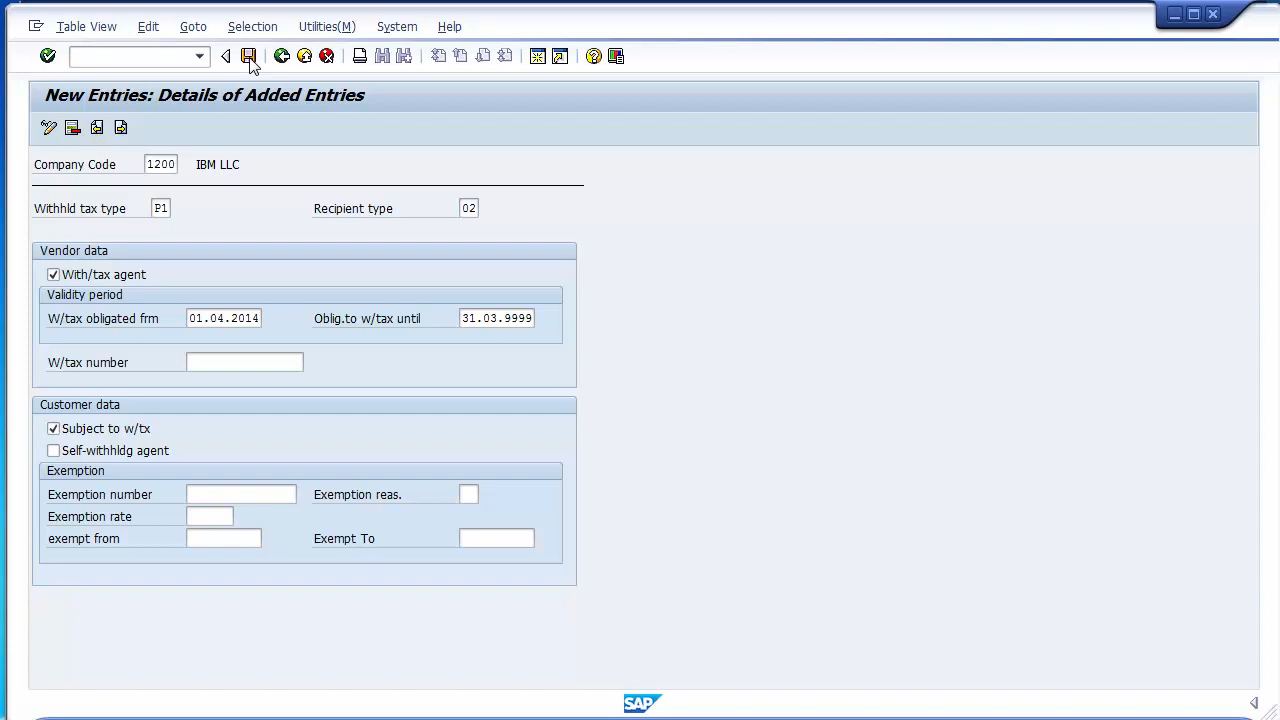 Table View Edit Goto Selection Utilities(M) System Help
New Entries: Details of Added Entries
Company Code 1200 IBM LLC
Withhld tax type P1 Recipient type 02
Vendor data
With/tax agent
Validity period
W/tax obligated frm 01.04.2014 Oblig.to w/tax until 31.03.9999
W/tax number
Customer data
Subject to w/tx
Self-withhldg agent
Exemption
Exemption number Exemption reas.
Exemption rate
exempt from Exempt To
SAP